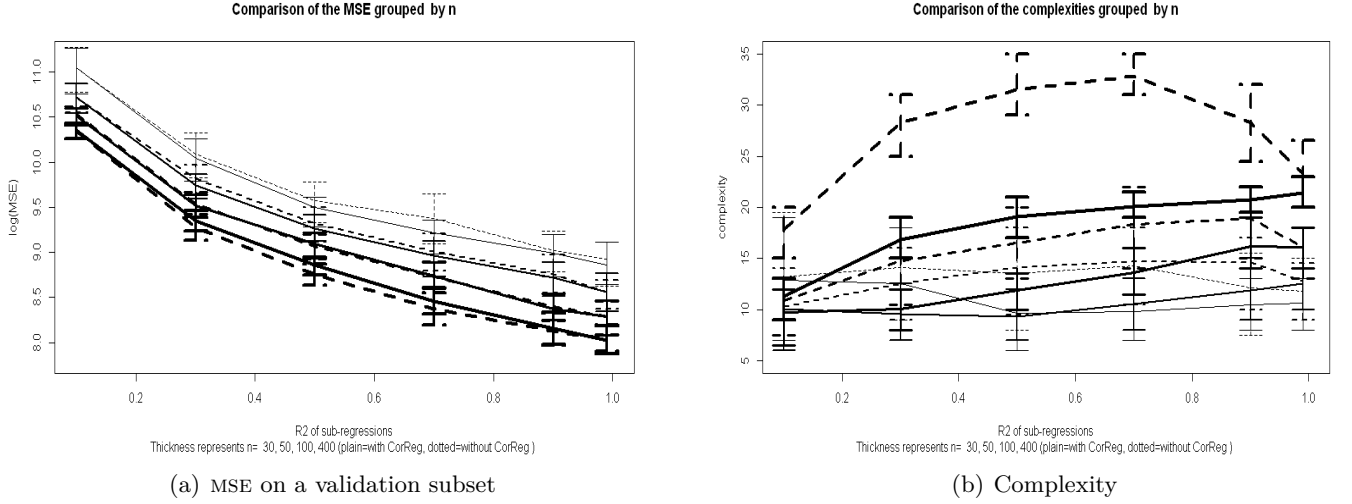 Comparison of the MSE grouped by n
log(MSE)
11.0
10.5
10.0
9.5
9.0
8.5
8.0
0.2 0.4 0.6 0.8 1.0
R2 of sub-regressions
Thickness represents n= 30, 50, 100, 400 (plain=with CorReg, dotted=without CorReg )
(a) MSE on a validation subset
Comparison of the complexities grouped by n
complexity
35
30
25
20
15
10
5
0.2 0.4 0.6 0.8 1.0
R2 of sub-regressions
Thickness represents n= 30, 50, 100, 400 (plain=with CorReg, dotted=without CorReg )
(b) Complexity